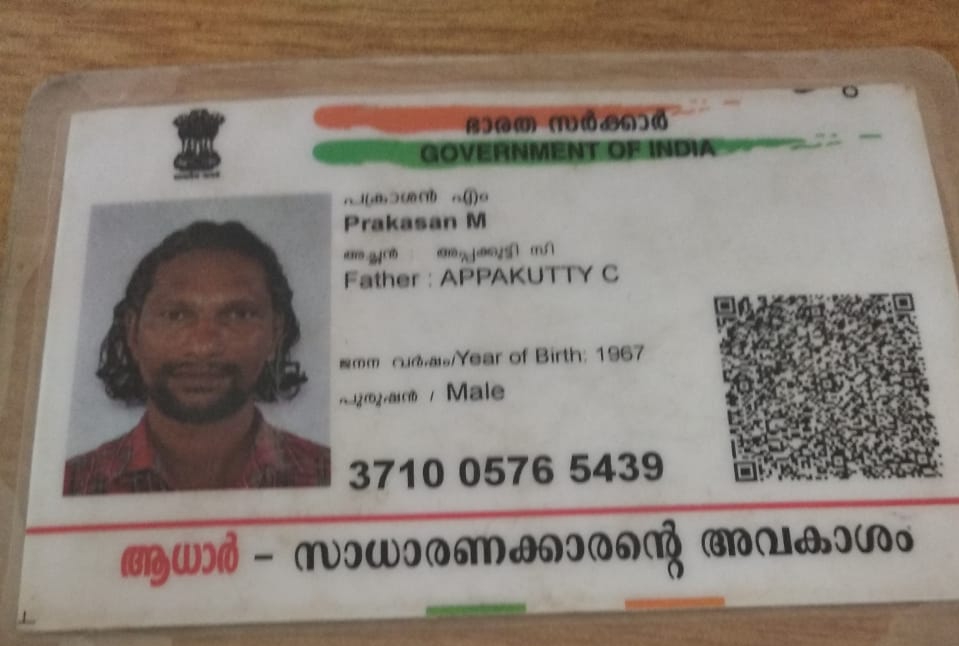 ഭാരത സർക്കാർ
GOVERNMENT OF INDIA
പ്രകാശൻ എം
Prakasan M
അച്ഛൻ : അപ്പക്കുട്ടി സി
Father : APPAKUTTY C
ജനന വർഷം/Year of Birth: 1967
പുരുഷൻ / Male
3710 0576 5439
ആധാർ – സാധാരണക്കാരന്റെ അവകാശം